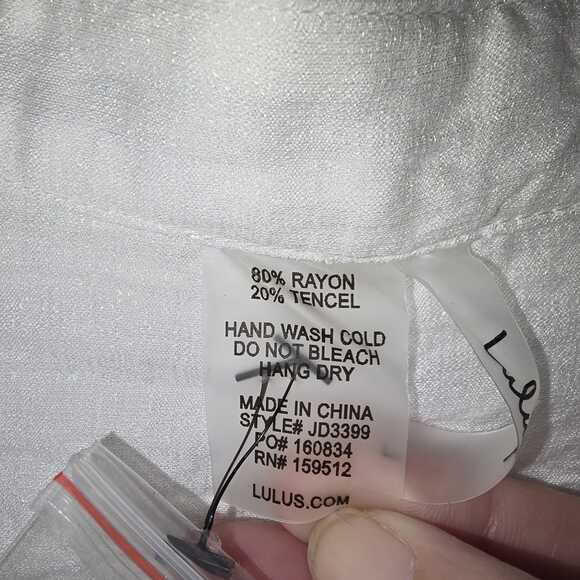 80% RAYON
20% TENCEL
HAND WASH COLD
DO NOT BLEACH
HANG DRY
MADE IN CHINA
STYLE# JD3399
PO# 160834
RN# 159512
LULUS.COM